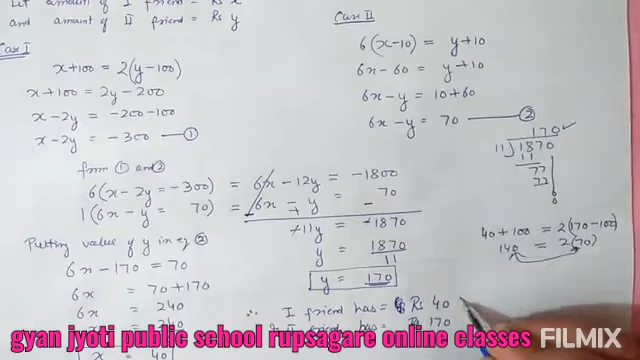 Let amount of I friend = Rs x
and amount of II friend = Rs y
Case I
x+100 = 2(y-100)
x+100 = 2y-200
x-2y = -200-100
x-2y = -300 — ①
Case II
6(x-10) = y+10
6x-60 = y+10
6x-y = 10+60
6x-y = 70 — ②
from ① and ②
6(x-2y = -300) = 6x-12y = -1800
1(6x-y = 70) = 6x-y = 70
- + -
-11y = -1870
y = 1870
11
y = 170
170 ✓
11)1870
11
77
77
0
0
Putting value of y in eq ②
6x-170 = 70
6x = 70+170
6x = 240
x = 240
x = 40
40+100 = 2(170-100)
140 = 2(70)
∴ I friend has = Rs 40
& II friend has = Rs 170
gyan jyoti public school rupsagare online classes
FILMIX